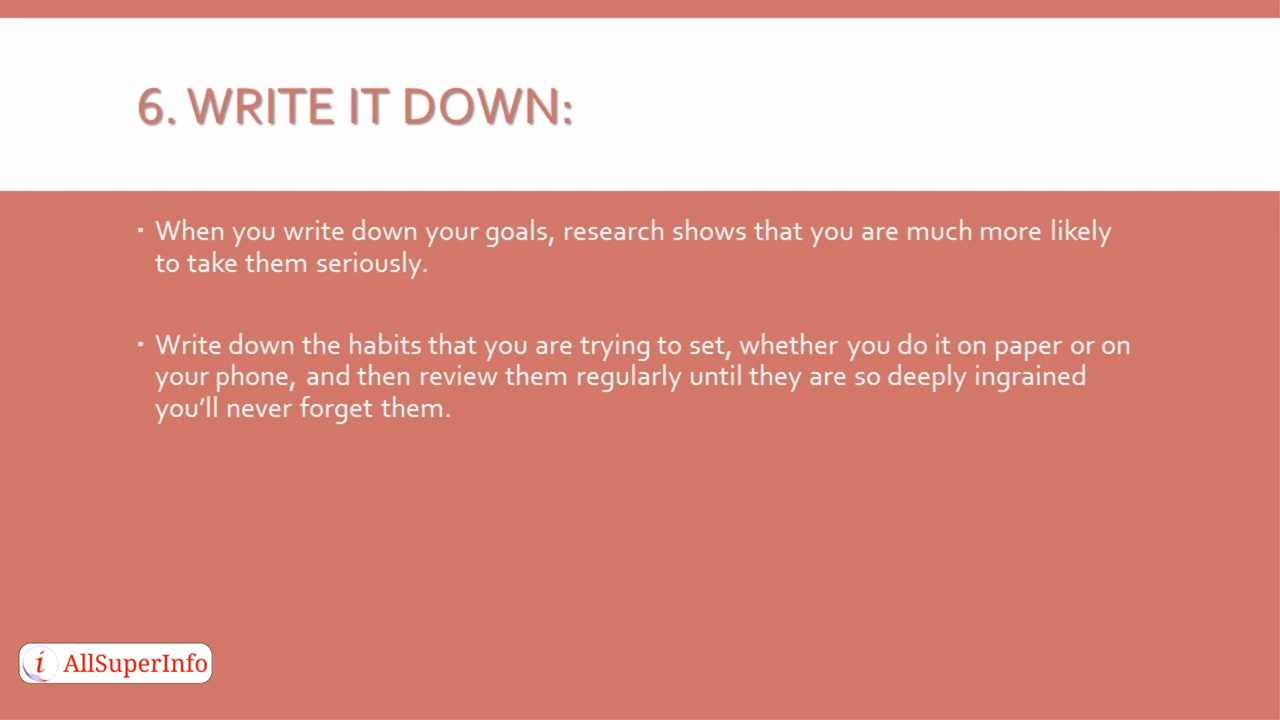 6. WRITE IT DOWN:
▪ When you write down your goals, research shows that you are much more likely
to take them seriously.
▪ Write down the habits that you are trying to set, whether you do it on paper or on
your phone, and then review them regularly until they are so deeply ingrained
you’ll never forget them.
i AllSuperInfo